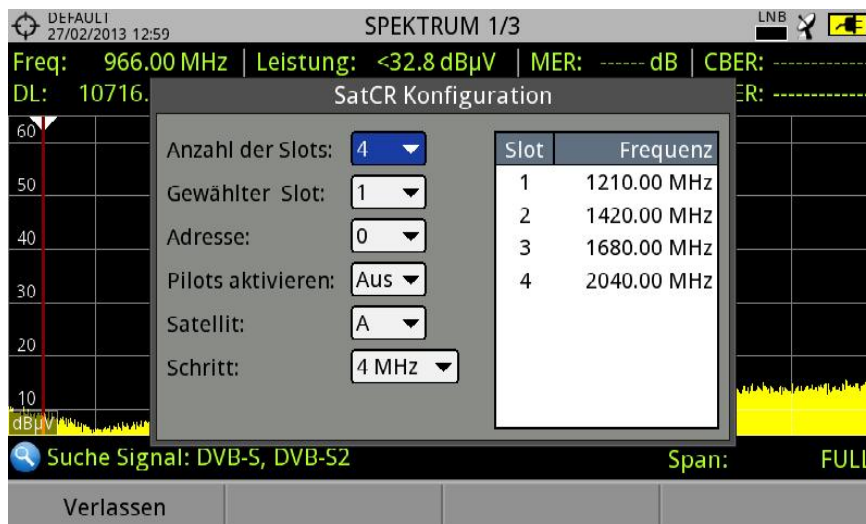 DEFAULT
27/02/2013 12:59
SPEKTRUM 1/3
LNB
Freq: 966.00 MHz | Leistung: <32.8 dBµV | MER: ------ dB | CBER: ----------
DL: 10716.
ER: ----------
SatCR Konfiguration
60
50
40
30
20
10
dBµV
Anzahl der Slots: 4
Gewählter Slot: 1
Adresse: 0
Pilots aktivieren: Aus
Satellit: A
Schritt: 4 MHz
Slot Frequenz
1 1210.00 MHz
2 1420.00 MHz
3 1680.00 MHz
4 2040.00 MHz
Suche Signal: DVB-S, DVB-S2
Span: FULL
Verlassen